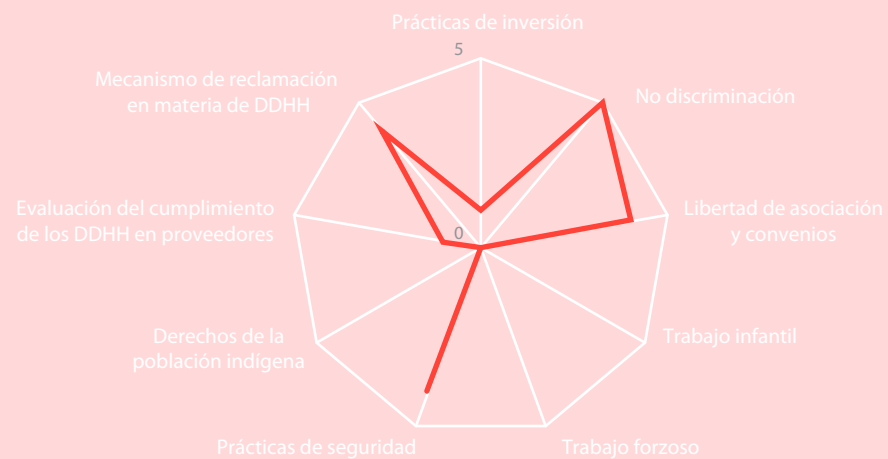 Prácticas de inversión
5
Mecanismo de reclamación
en materia de DDHH
No discriminación
Evaluación del cumplimiento
de los DDHH en proveedores
Libertad de asociación
y convenios
0
Derechos de la
población indígena
Trabajo infantil
Prácticas de seguridad
Trabajo forzoso